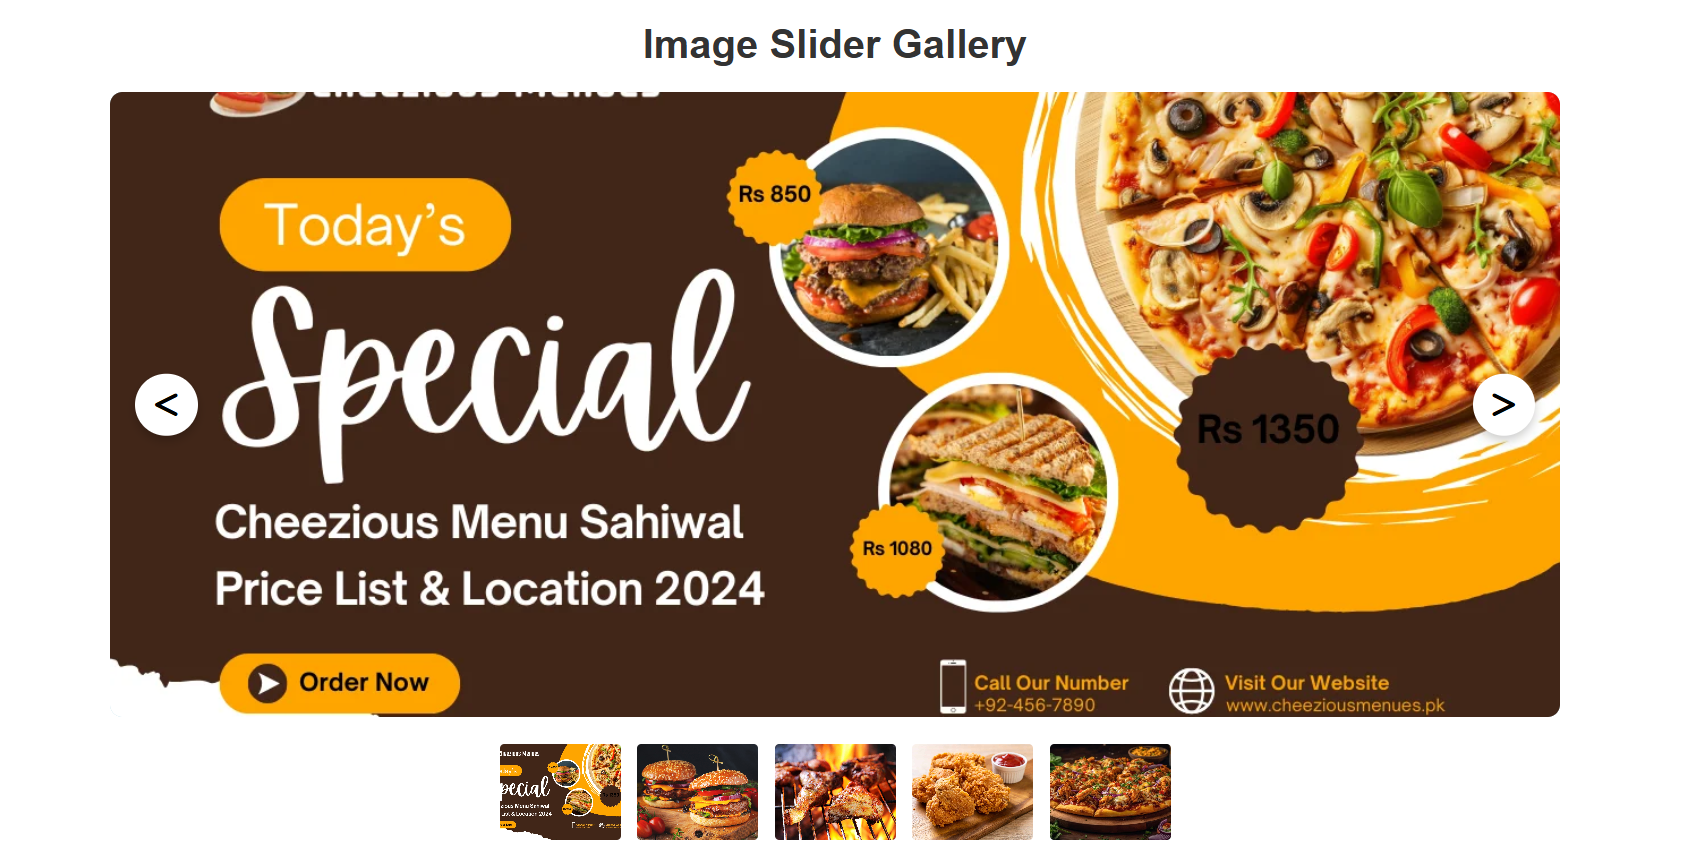 Image Slider Gallery
Today's
Special
Cheezious Menu Sahiwal
Price List & Location 2024
Order Now
Rs 850
Rs 1080
Rs 1350
Call Our Number
+92-456-7890
Visit Our Website
www.cheeziousmenues.pk
<
>